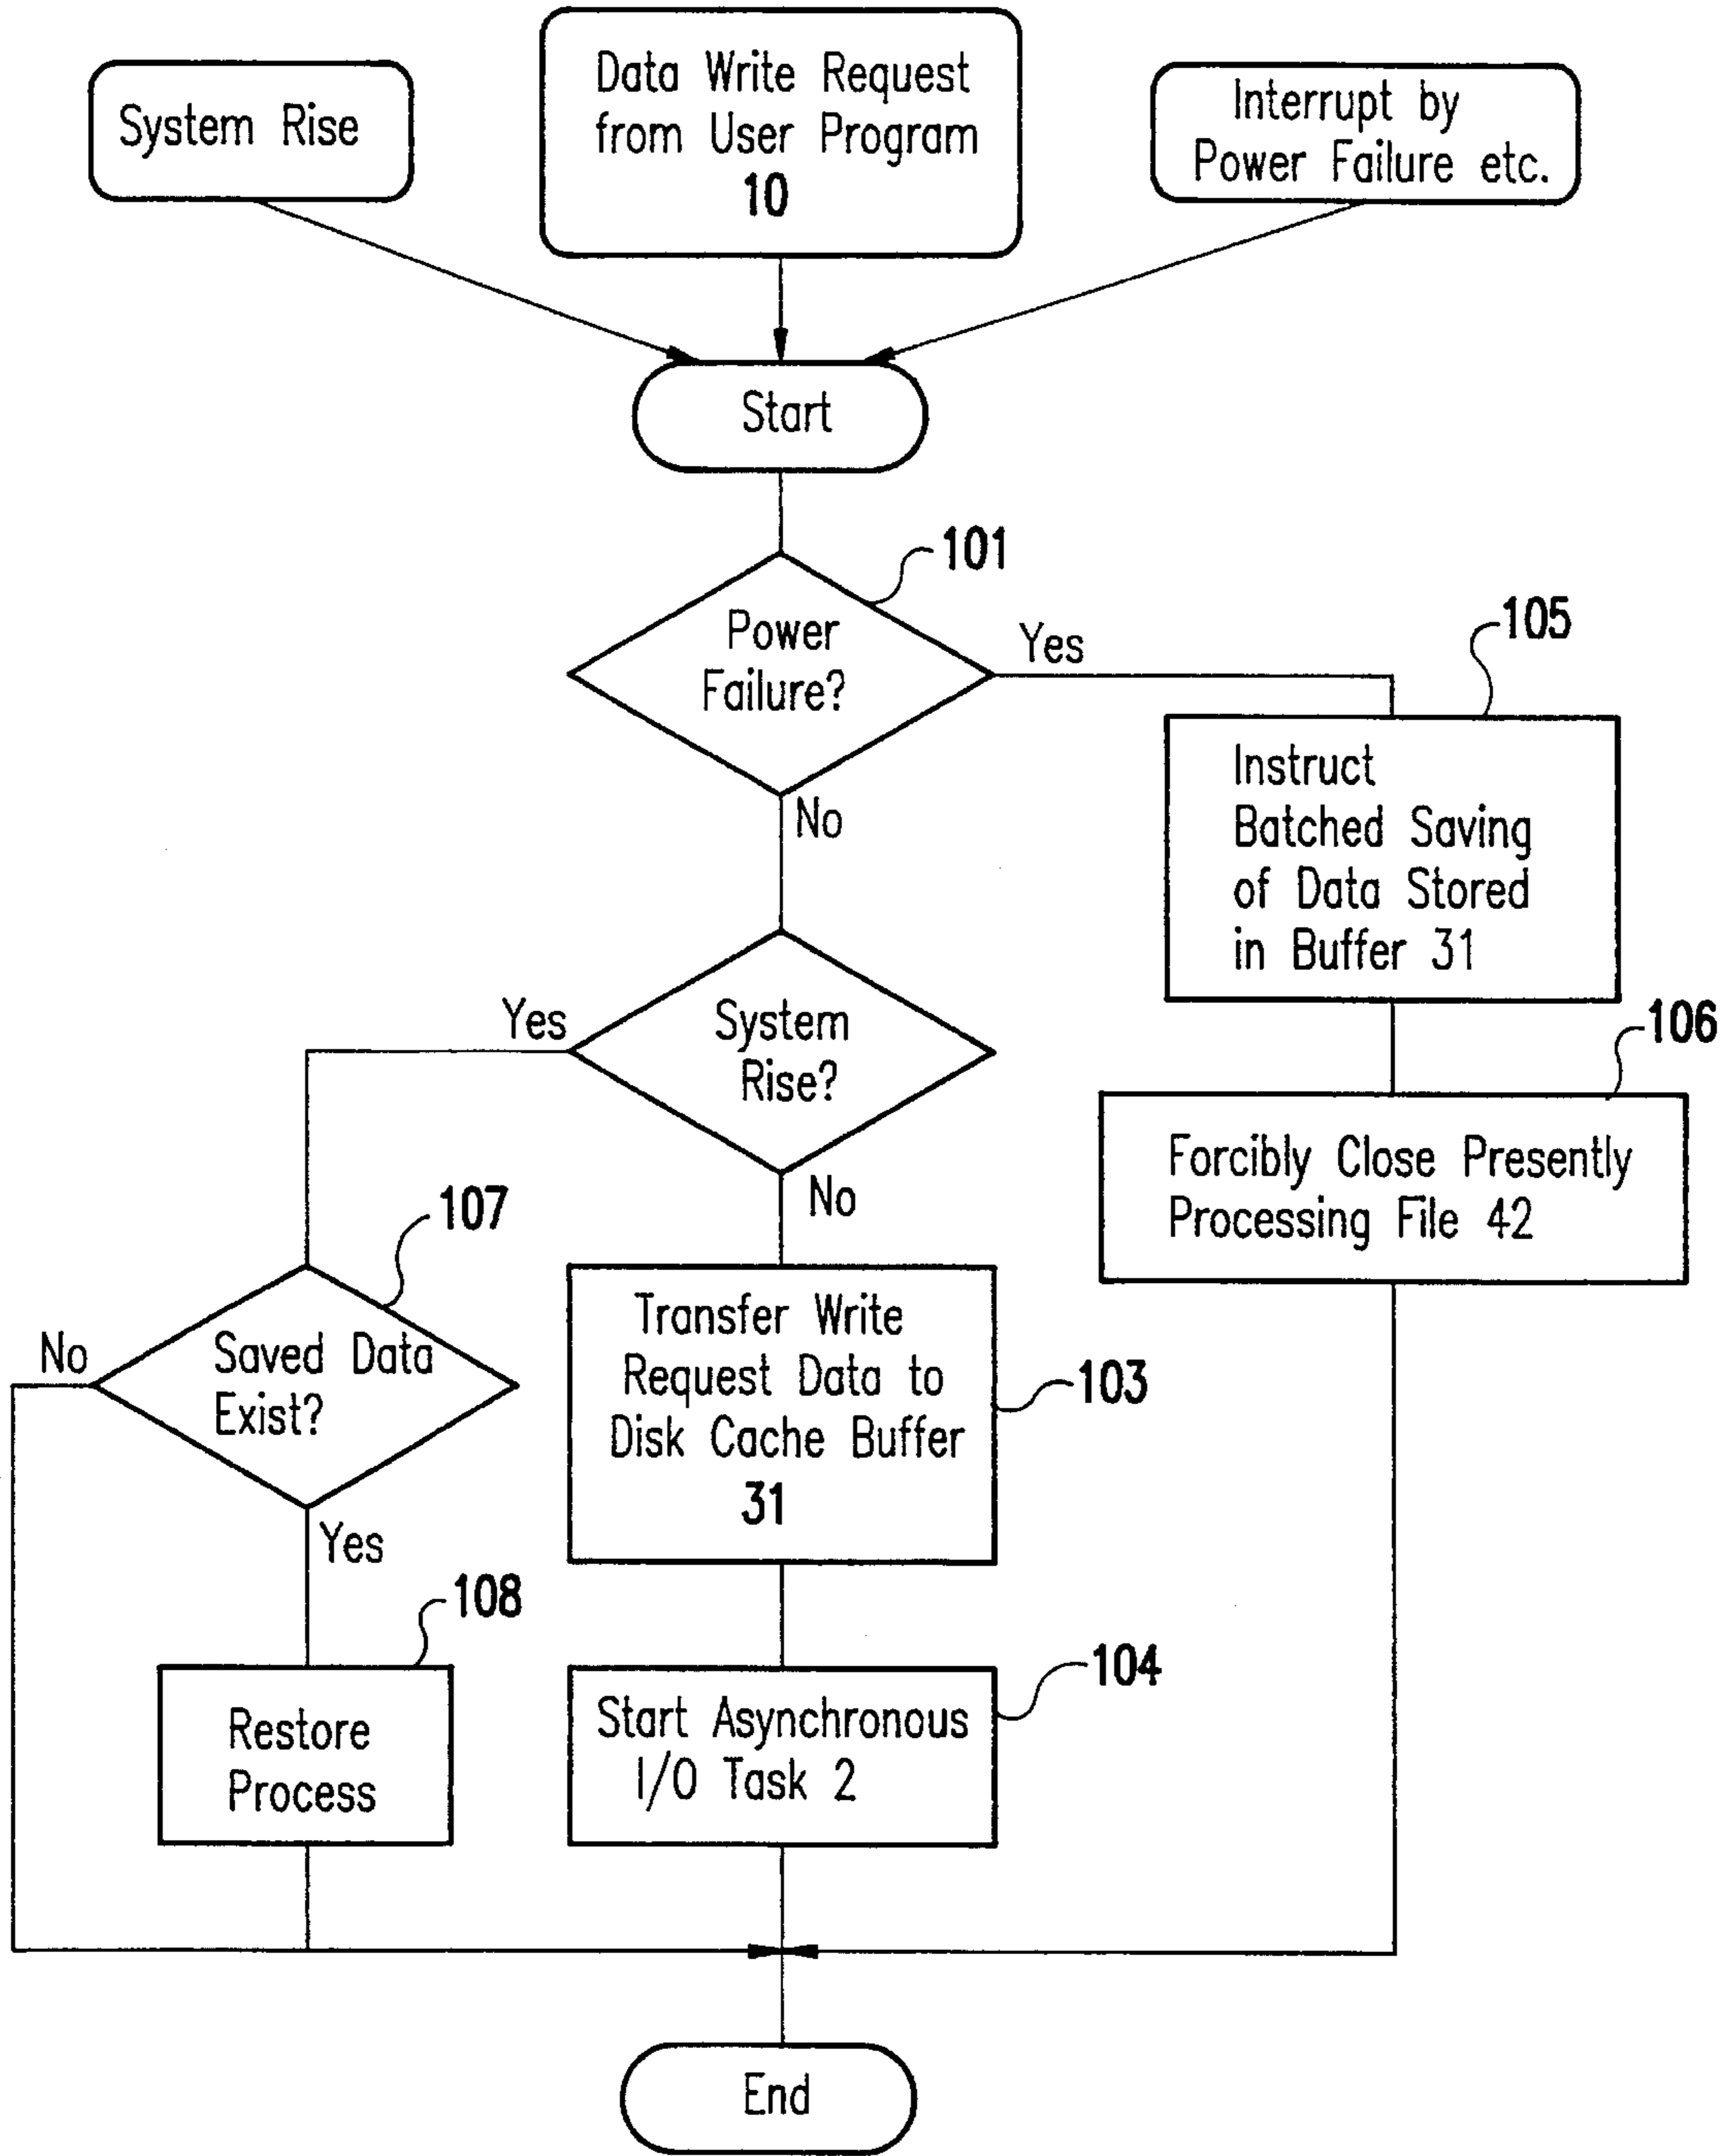 System Rise
Data Write Request
from User Program
10
Interrupt by
Power Failure etc.
Start
101
Power
Failure?
Yes
No
105
Instruct
Batched Saving
of Data Stored
in Buffer 31
106
Forcibly Close Presently
Processing File 42
System
Rise?
Yes
No
107
Saved Data
Exist?
No
Yes
103
Transfer Write
Request Data to
Disk Cache Buffer
31
108
Restore
Process
104
Start Asynchronous
I/O Task 2
End